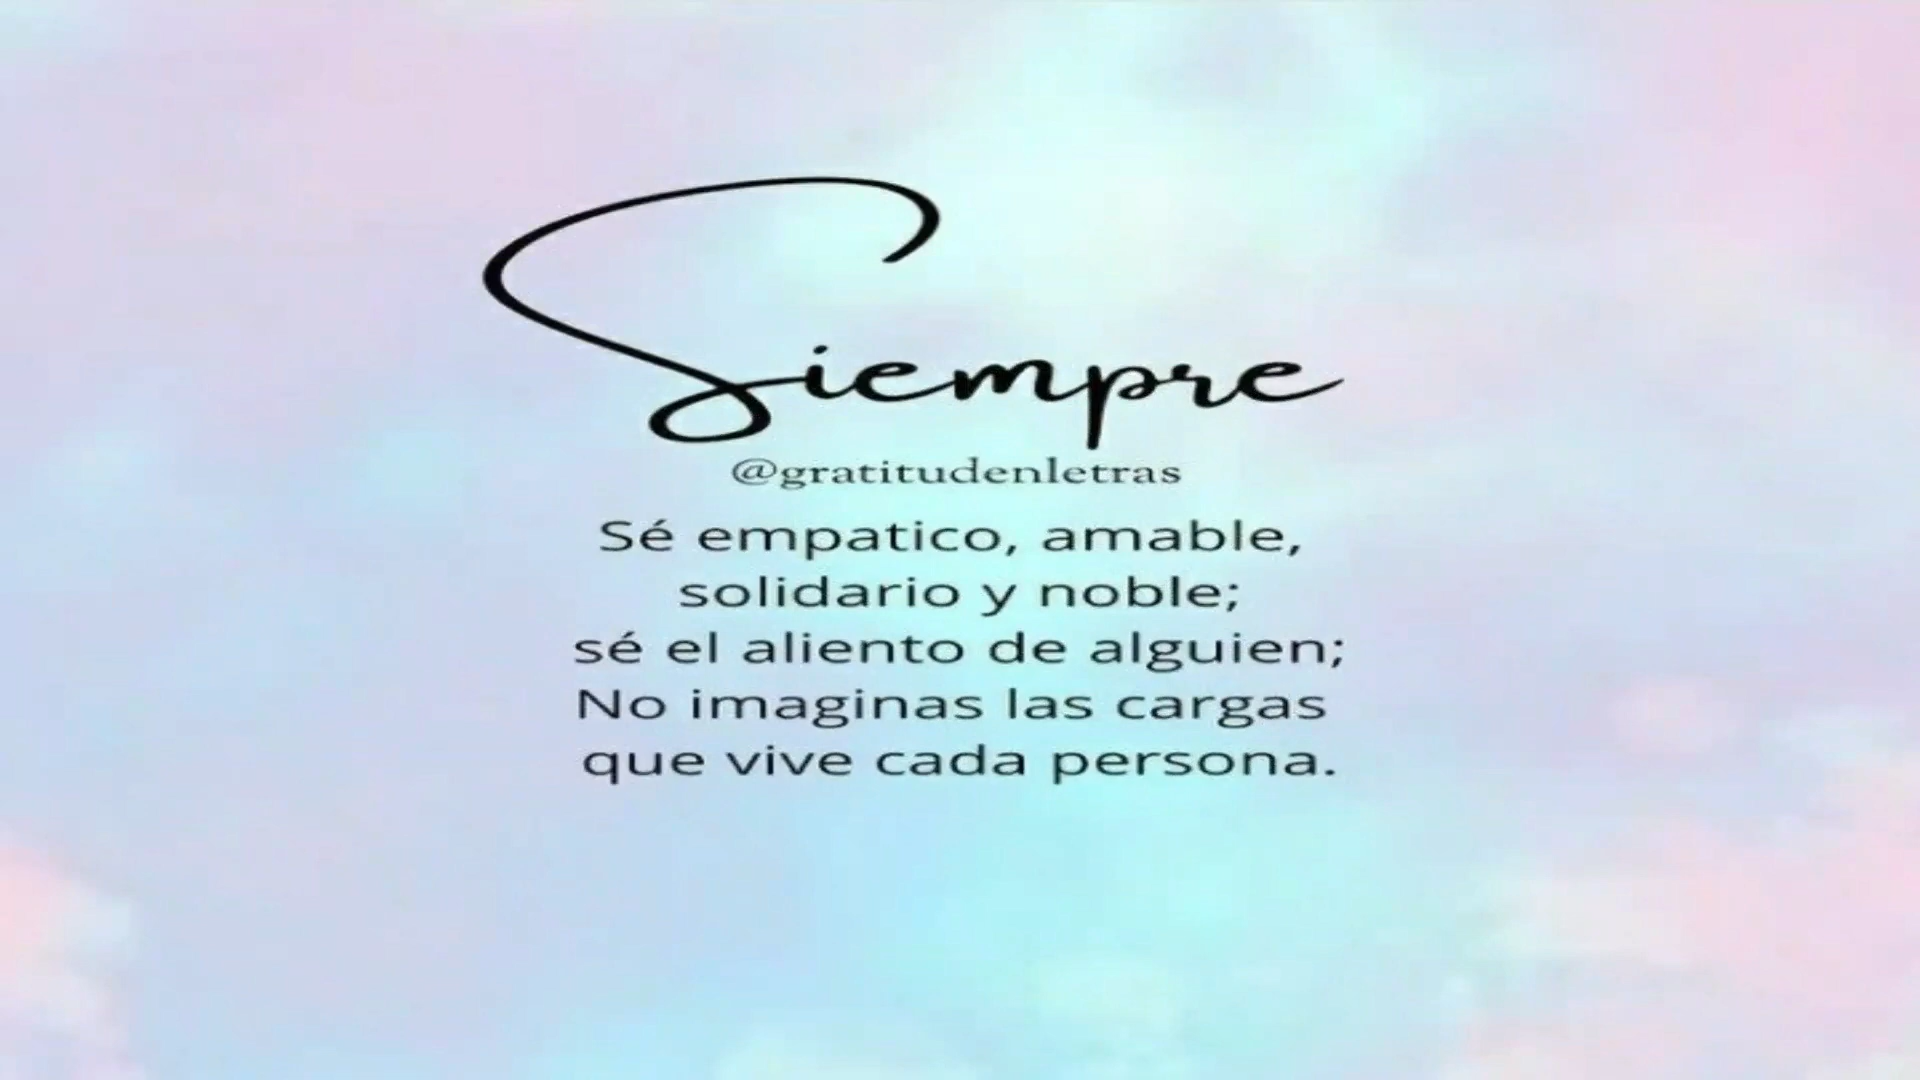 Siempre
@gratitudenletras
Sé empatico, amable,
solidario y noble;
sé el aliento de alguien;
No imaginas las cargas
que vive cada persona.